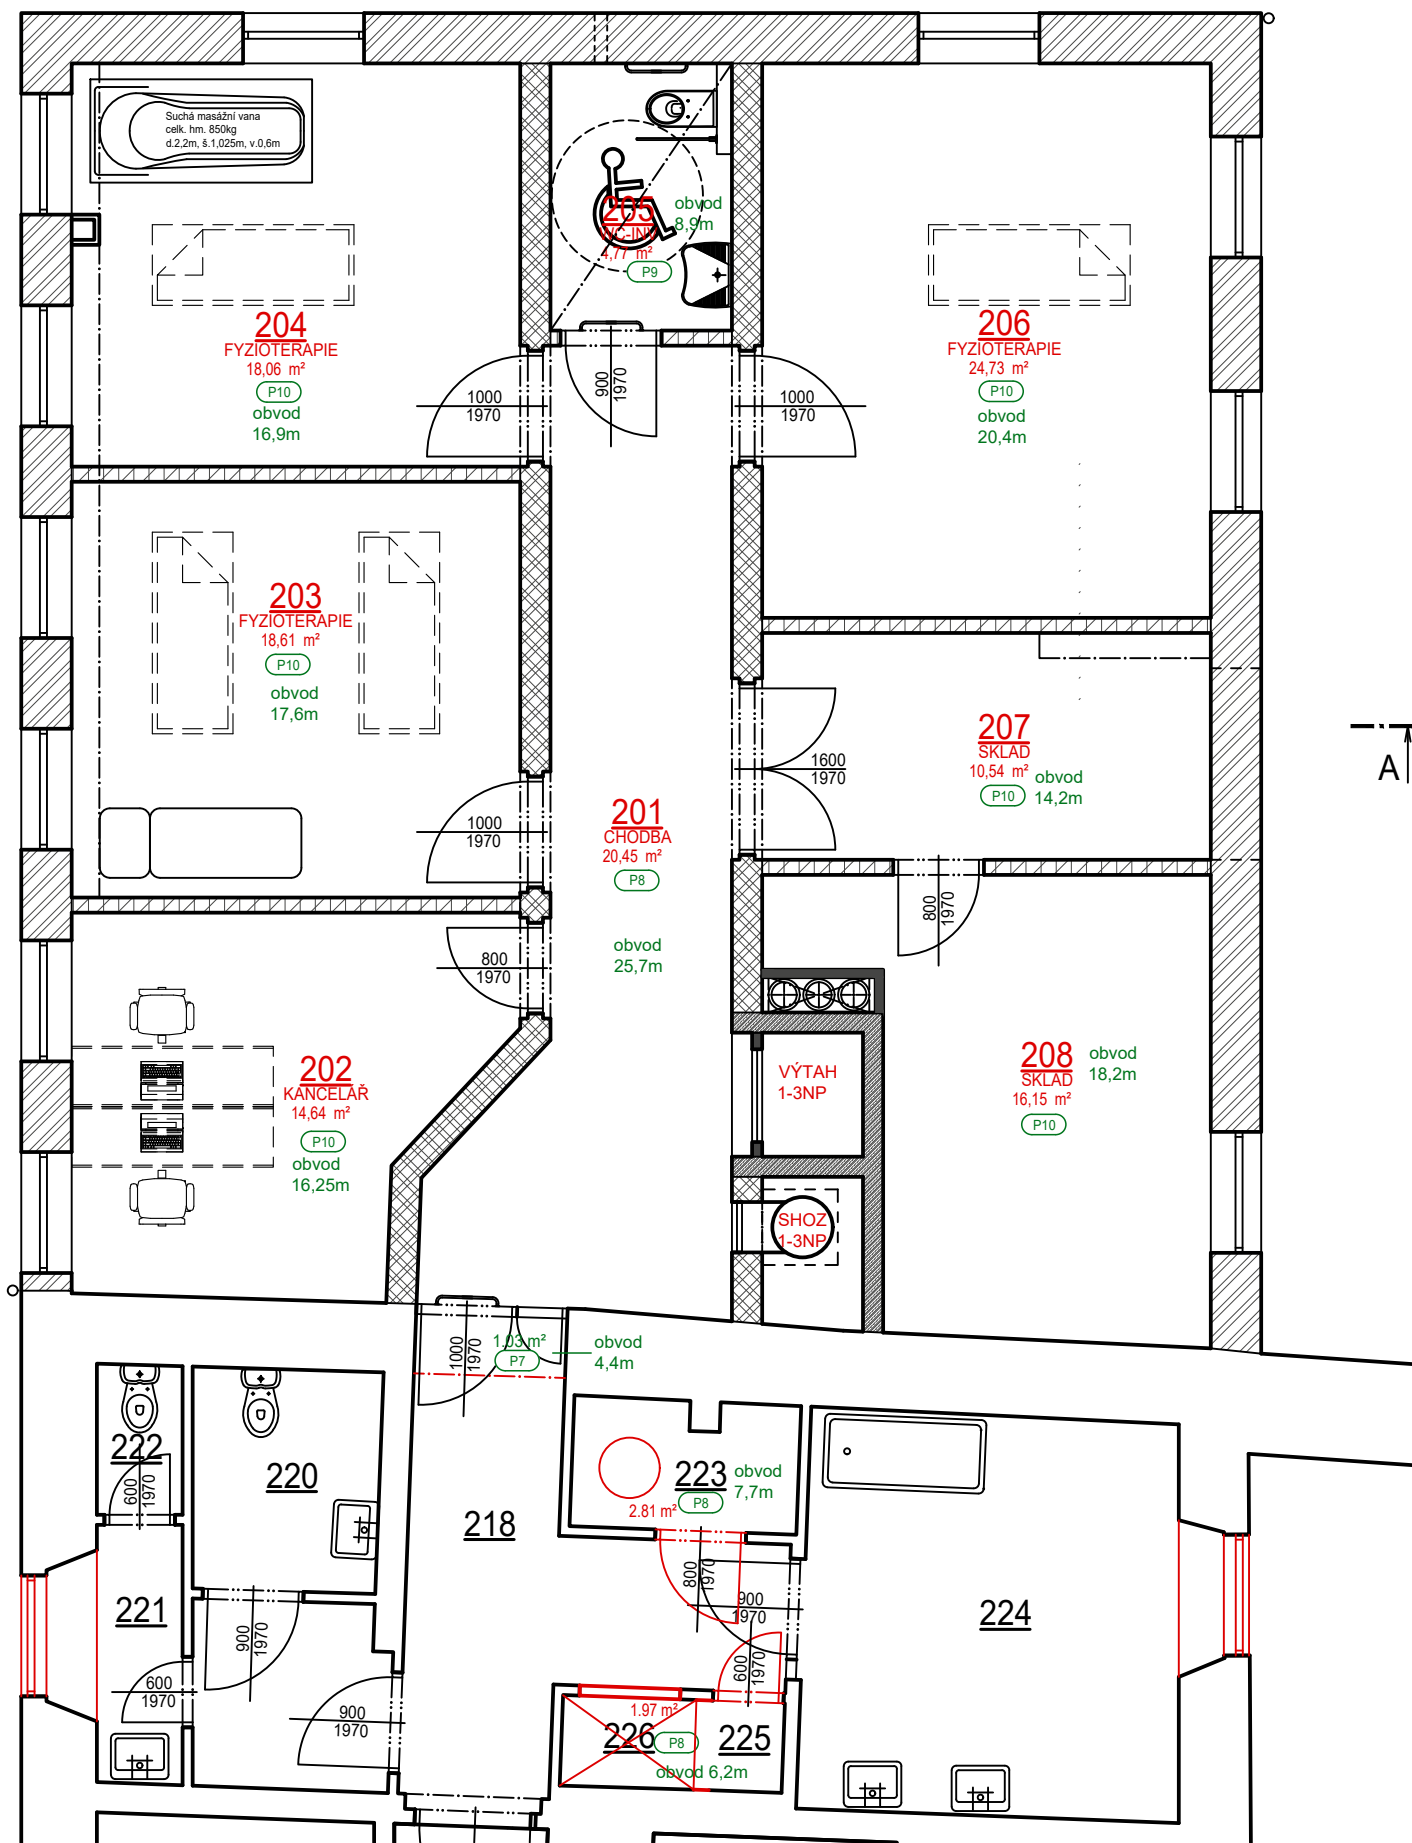 Suchá masážní vana
celk. hm. 850kg
d.2,2m, š.1,025m, v.0,6m
205
WC-INV
4,77 m²
P9
obvod
8,9m
204
FYZIOTERAPIE
18,06 m²
P10
obvod
16,9m
1000
1970
900
1970
1000
1970
206
FYZIOTERAPIE
24,73 m²
P10
obvod
20,4m
203
FYZIOTERAPIE
18,61 m²
P10
obvod
17,6m
1000
1970
201
CHODBA
20,45 m²
P8
obvod
25,7m
1600
1970
207
SKLAD
10,54 m²
P10
obvod
14,2m
A
800
1970
800
1970
202
KANCELÁŘ
14,64 m²
P10
obvod
16,25m
VÝTAH
1-3NP
208
SKLAD
16,15 m²
P10
obvod
18,2m
SHOZ
1-3NP
1000
1970
1.03 m²
P7
obvod
4,4m
222
600
1970
220
218
223
2.81 m²
P8
obvod
7,7m
800
1970
900
1970
224
221
900
1970
600
1970
900
1970
600
1970
1.97 m²
226
P8
225
obvod 6,2m